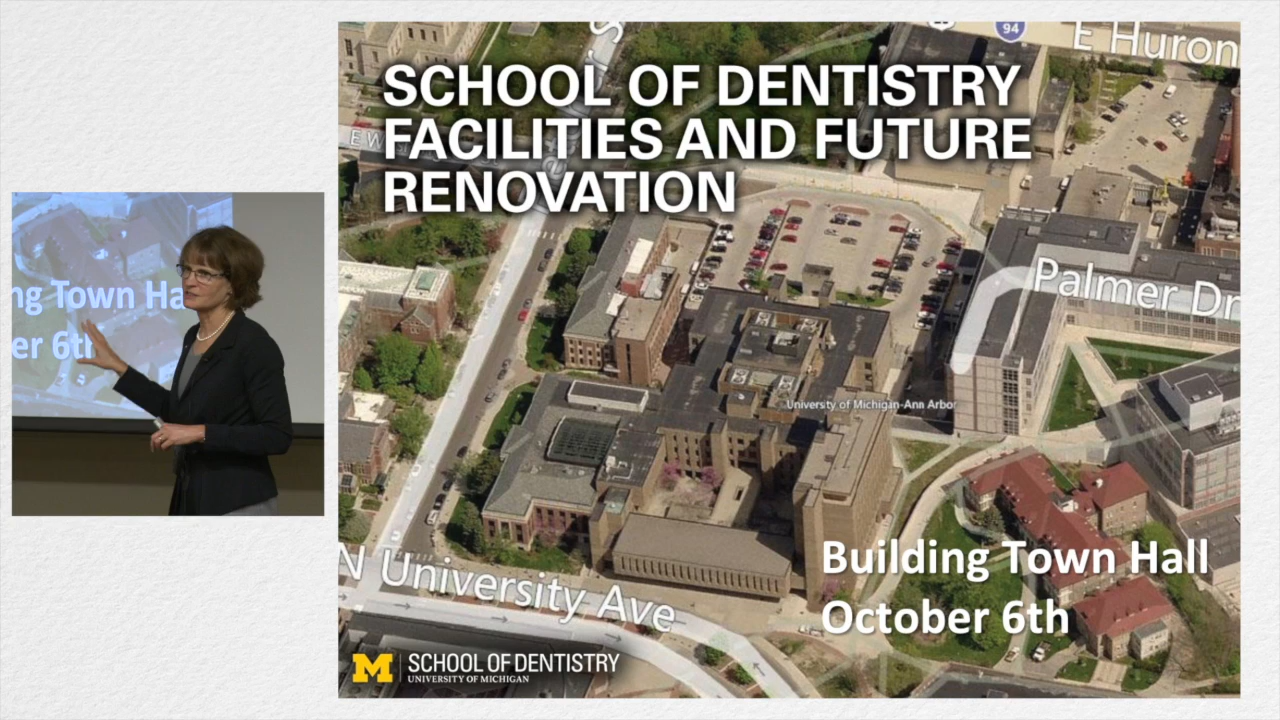 SCHOOL OF DENTISTRY
FACILITIES AND FUTURE
RENOVATION
94
E Huron
E W
Palmer Dr
University of Michigan-Ann Arbor
N University Ave
Building Town Hall
October 6th
M SCHOOL OF DENTISTRY
UNIVERSITY OF MICHIGAN
ng Town Ha
er 6th